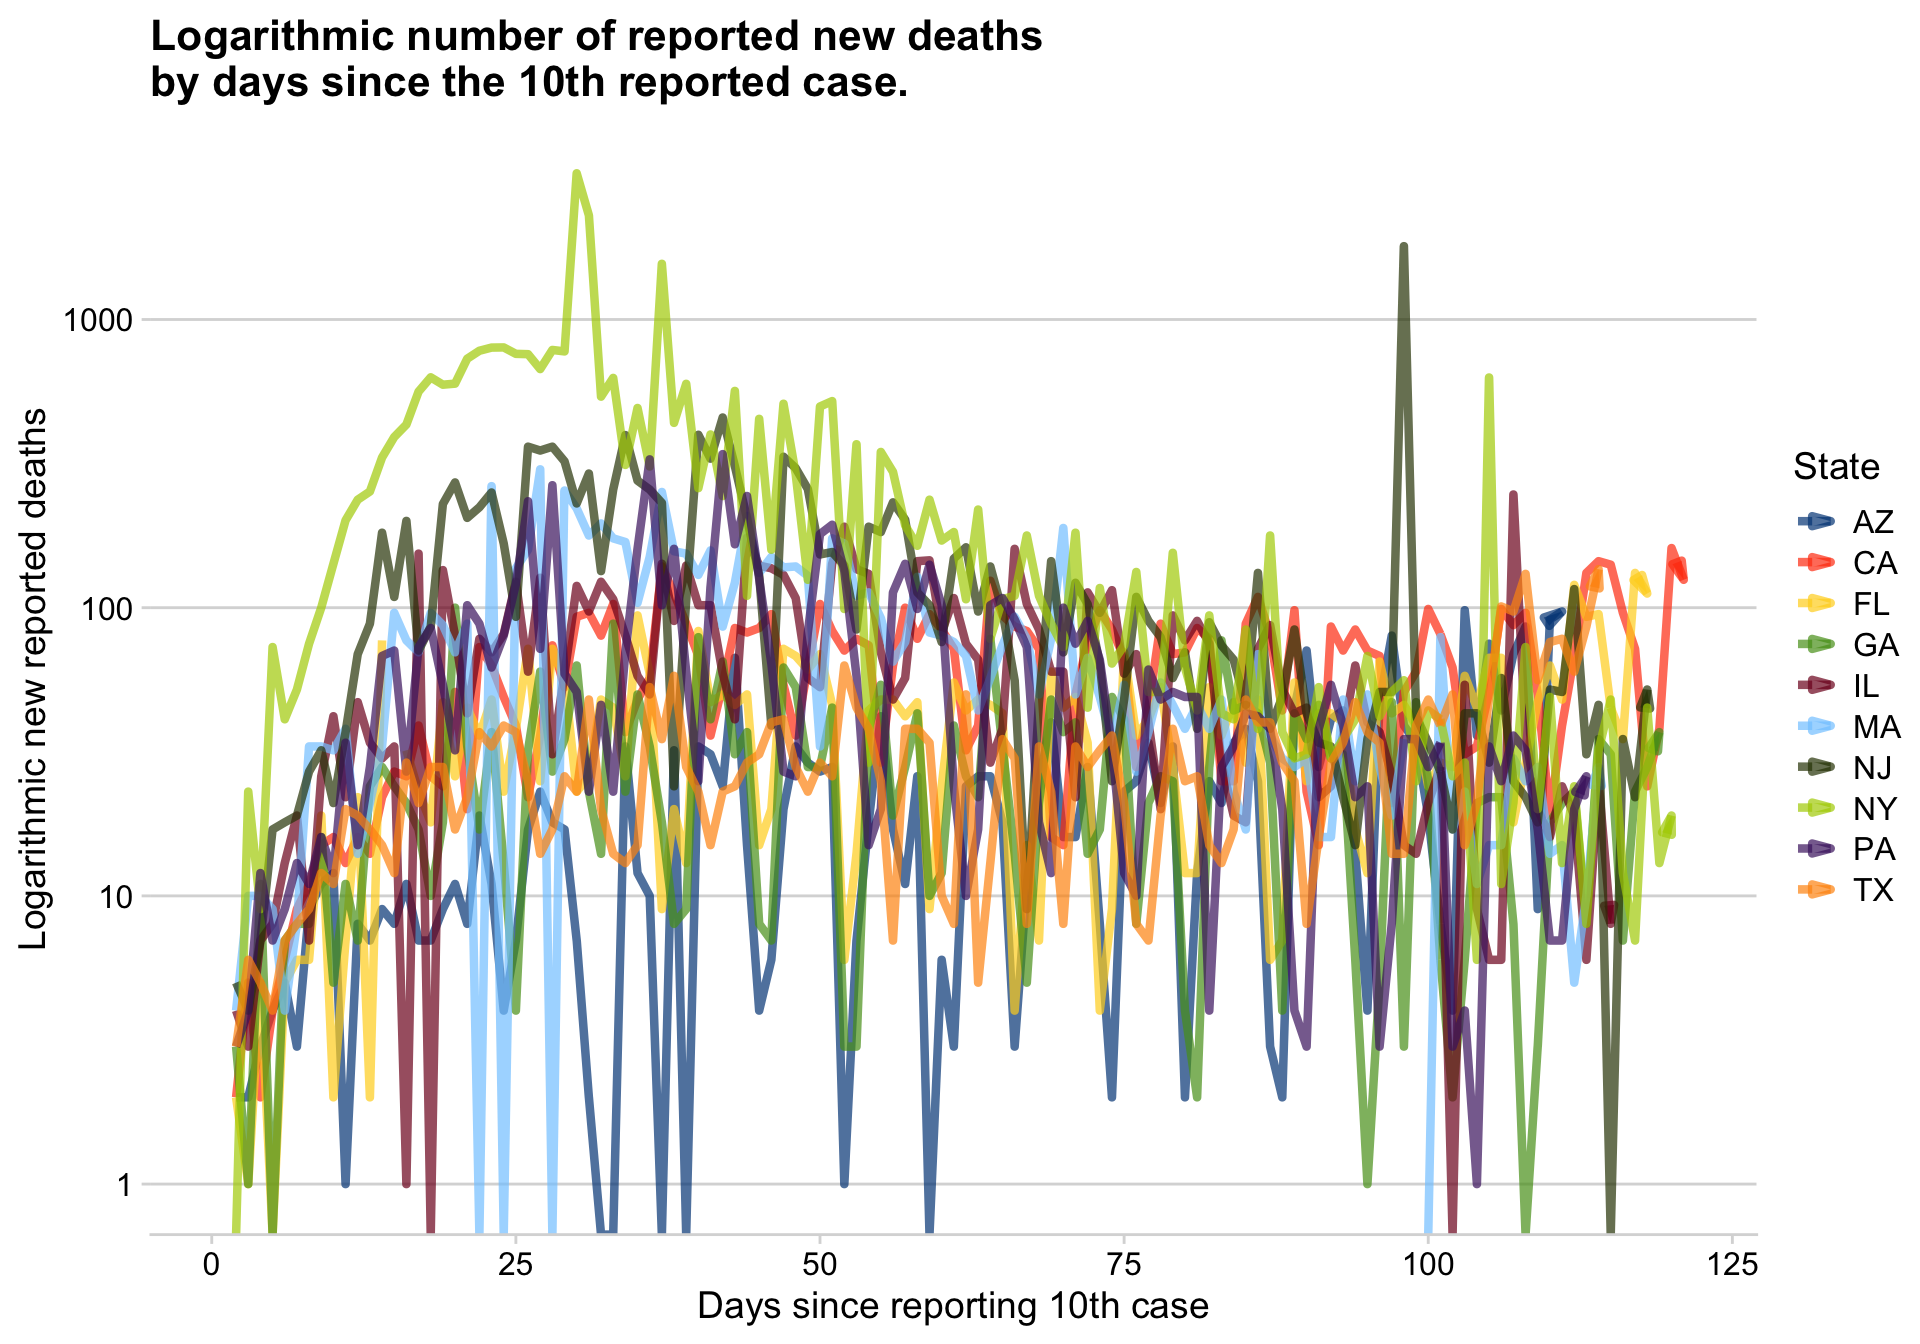 Logarithmic number of reported new deaths
by days since the 10th reported case.
Logarithmic new reported deaths
1000
100
10
1
0
25
50
75
100
125
Days since reporting 10th case
State
AZ
CA
FL
GA
IL
MA
NJ
NY
PA
TX